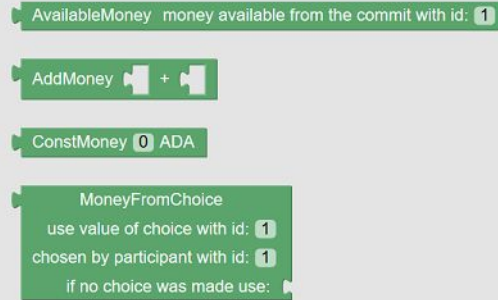 AvailableMoney money available from the commit with id: 1
AddMoney +
ConstMoney 0 ADA
MoneyFromChoice
use value of choice with id: 1
chosen by participant with id: 1
if no choice was made use: